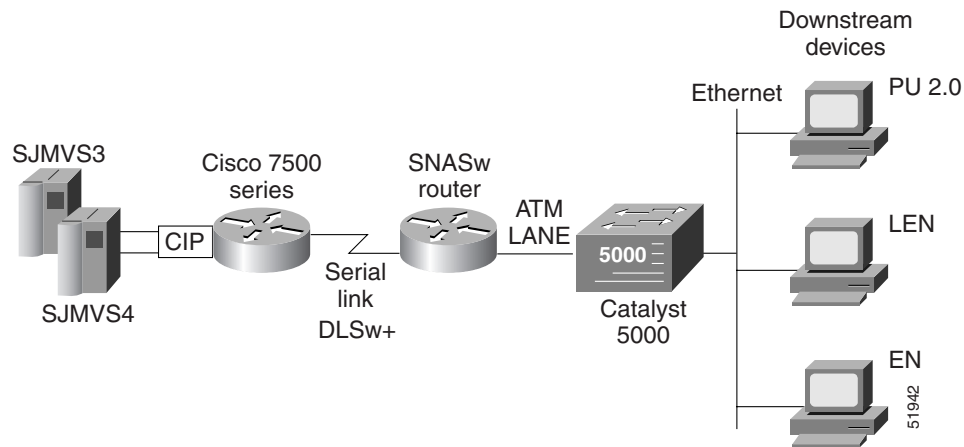 Downstream
devices
PU 2.0
Ethernet
SJMVS3
Cisco 7500
series
SNASw
router
ATM
LANE
LEN
CIP
5000
Serial
link
DLSw+
SJMVS4
Catalyst
5000
EN
51942